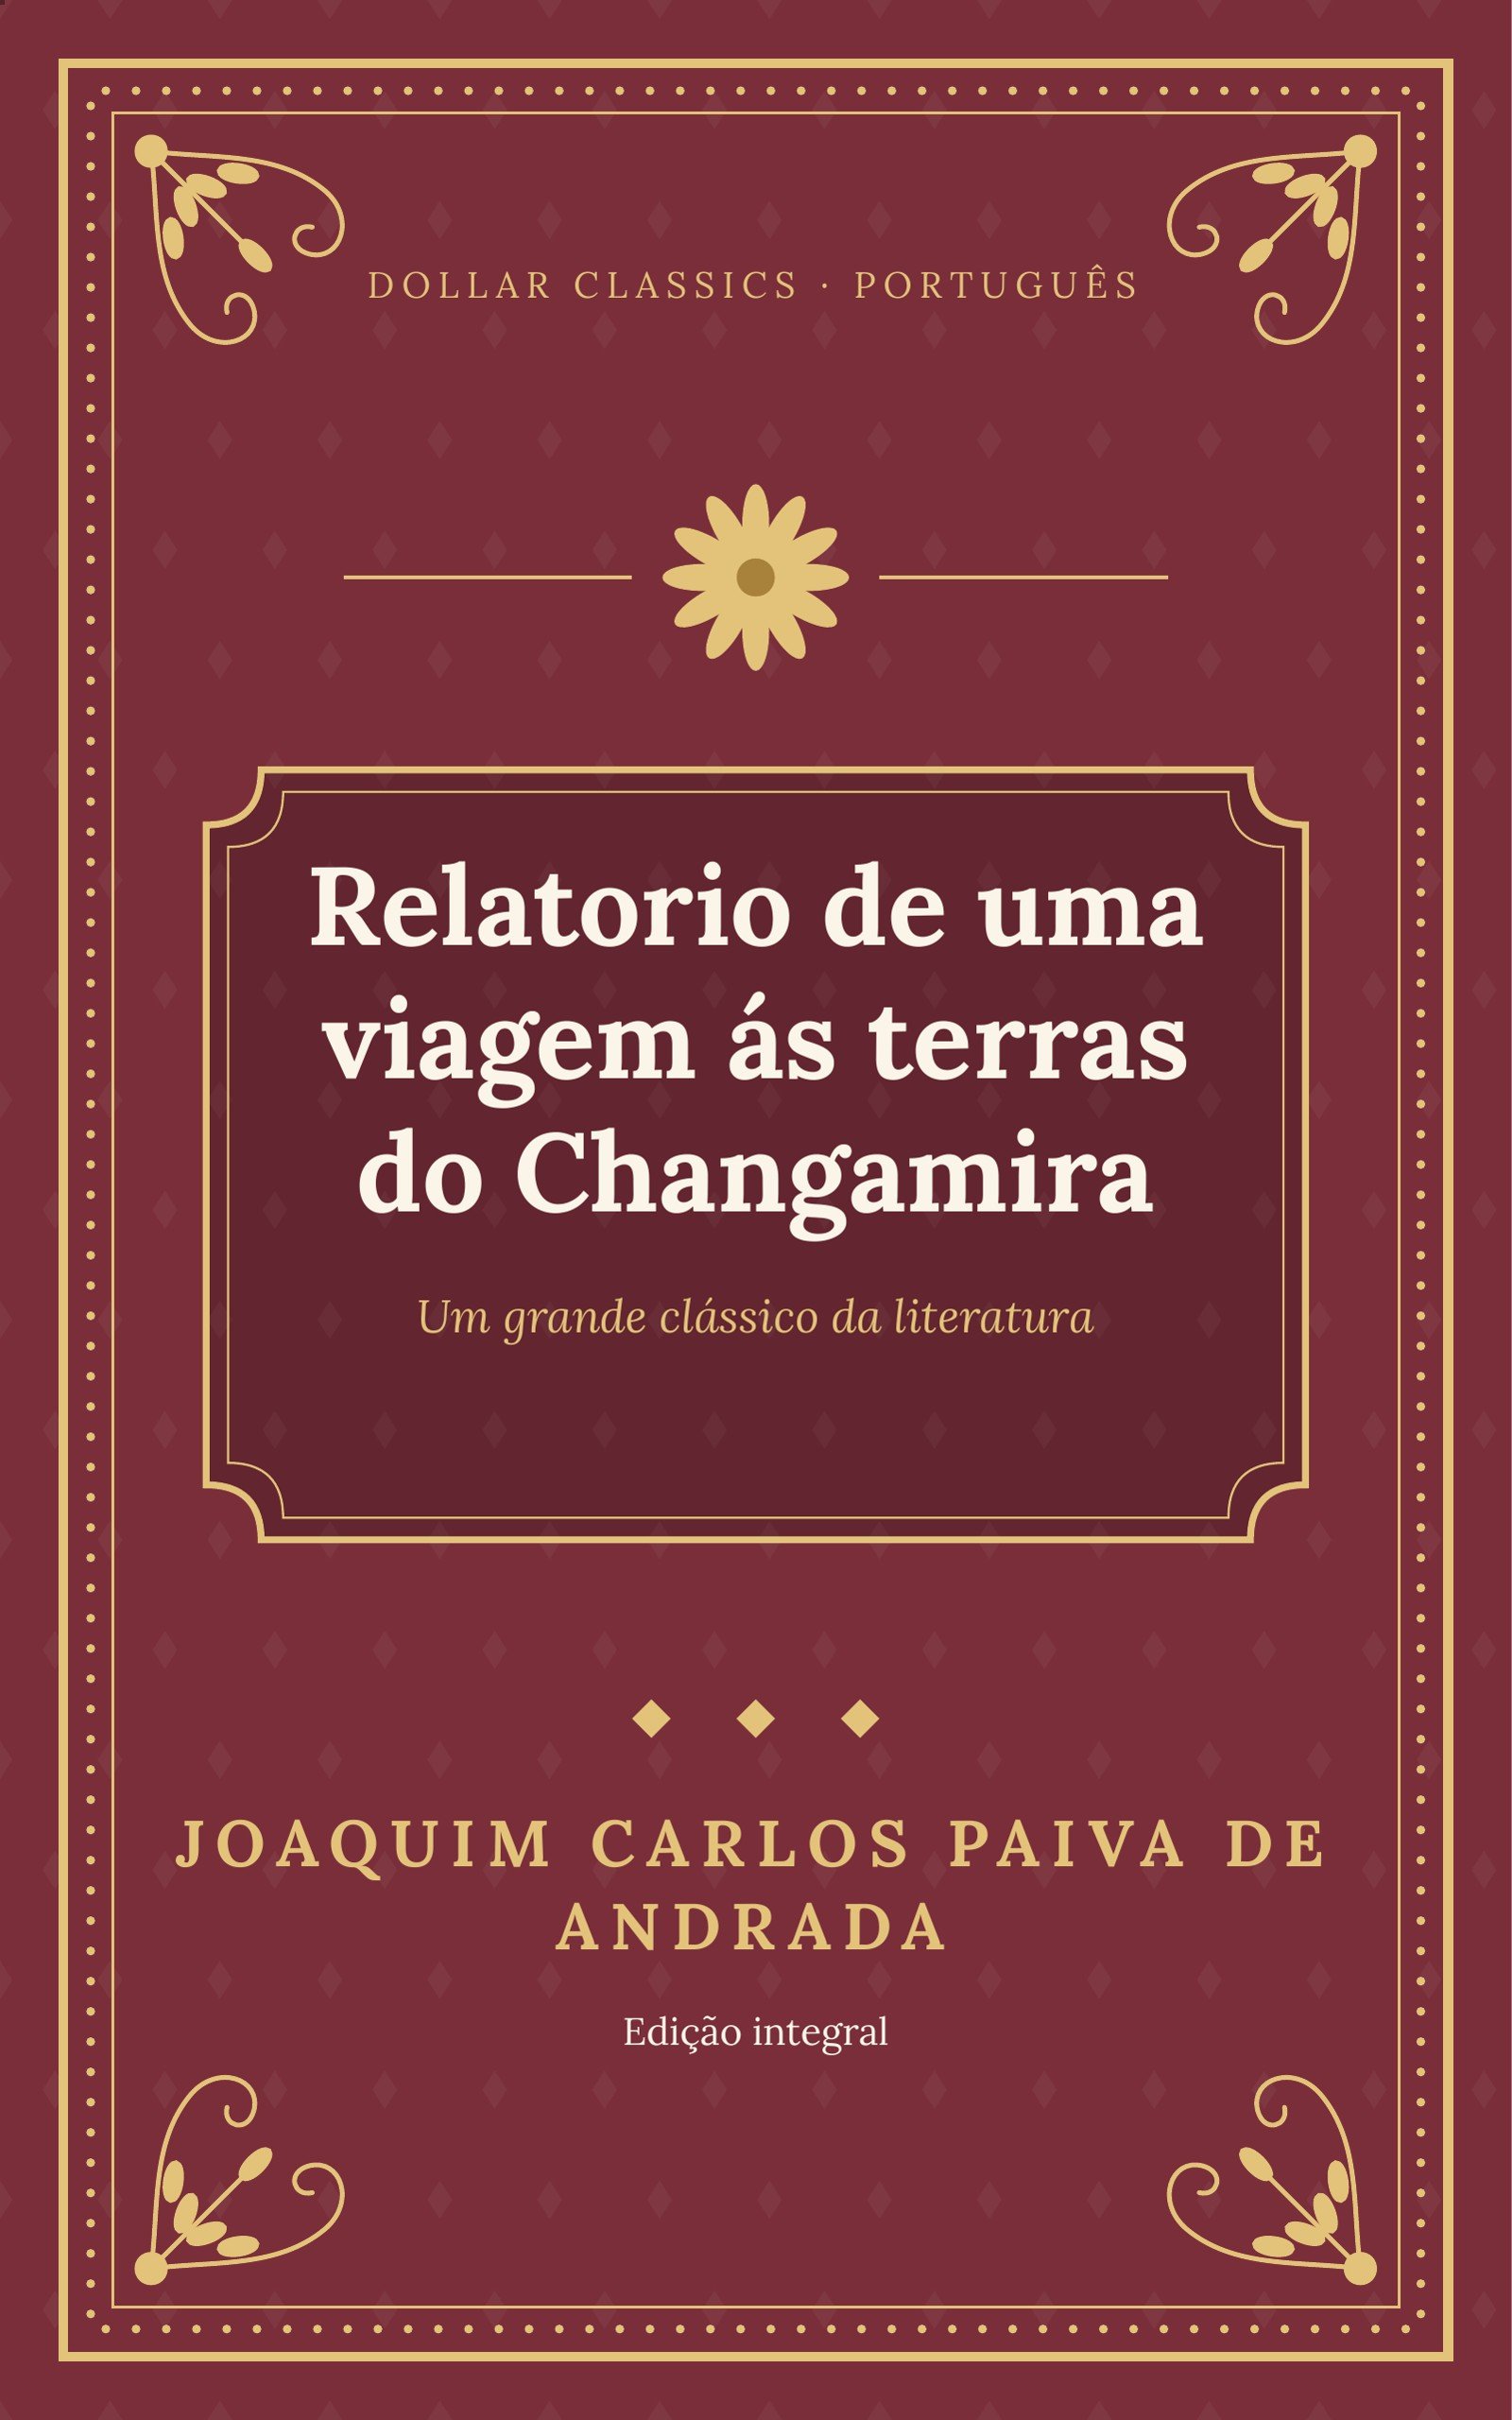 DOLLAR CLASSICS · PORTUGUÊS
Relatorio de uma
viagem ás terras
do Changamira
Um grande clássico da literatura
JOAQUIM CARLOS PAIVA DE
ANDRADA
Edição integral